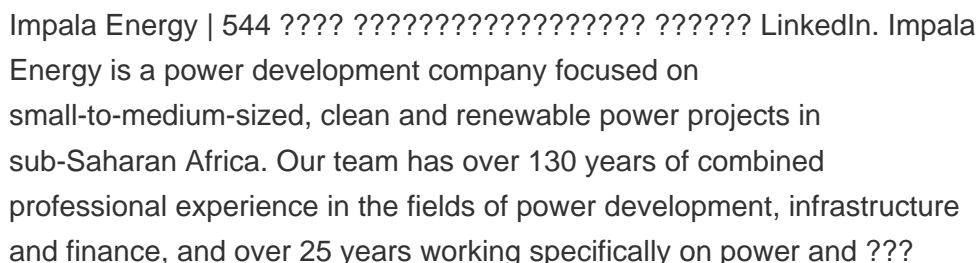 Impala Energy | 544 ???? ?????????????????? ?????? LinkedIn. Impala
Energy is a power development company focused on
small-to-medium-sized, clean and renewable power projects in
sub-Saharan Africa. Our team has over 130 years of combined
professional experience in the fields of power development, infrastructure
and finance, and over 25 years working specifically on power and ???